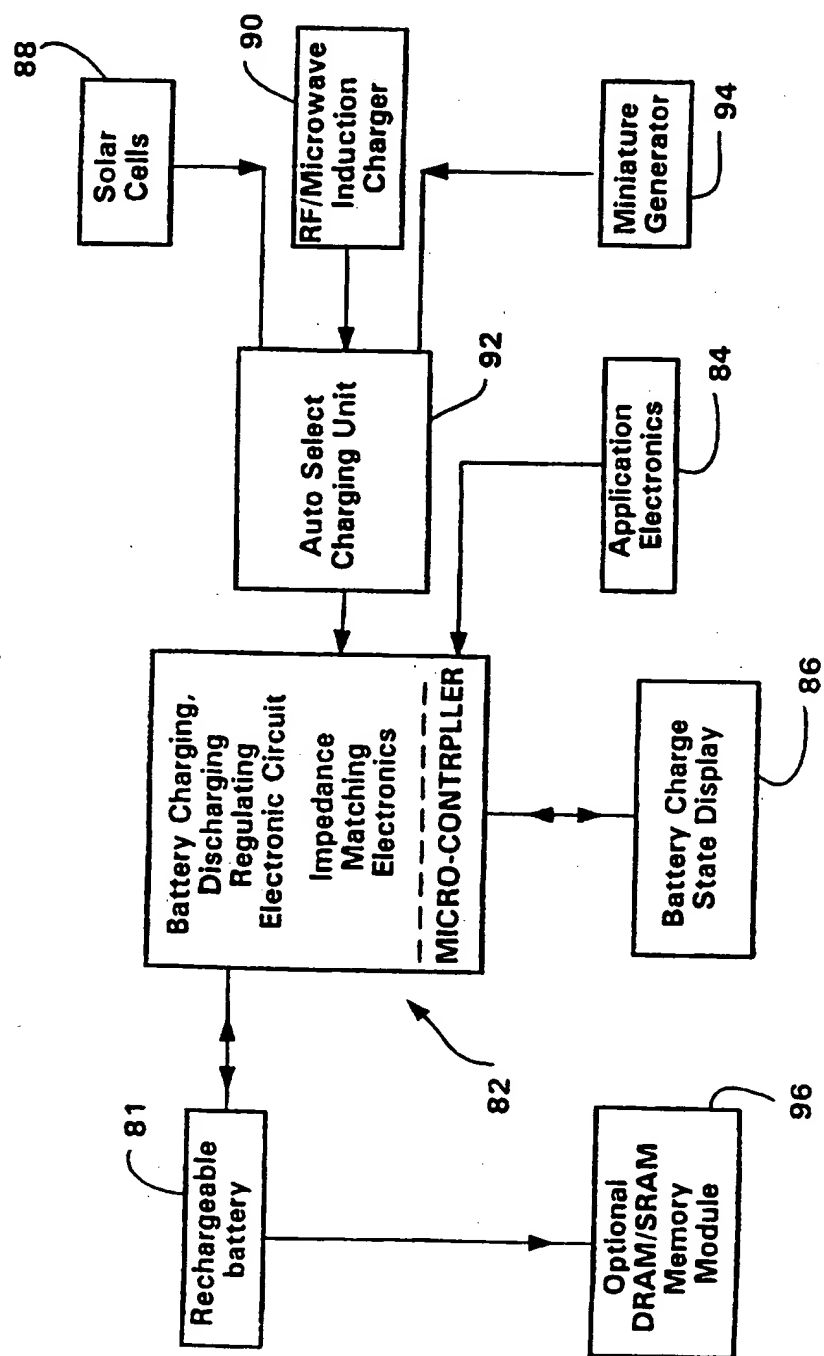 81
Rechargeable
battery
Battery Charging,
Discharging
Regulating
Electronic Circuit
Impedance
Matching
Electronics
MICRO-CONTRPLLER
82
Auto Select
Charging Unit
92
88
Solar
Cells
90
RF/Microwave
Induction
Charger
Miniature
Generator
94
Application
Electronics
84
Battery Charge
State Display
86
Optional
DRAM/SRAM
Memory
Module
96